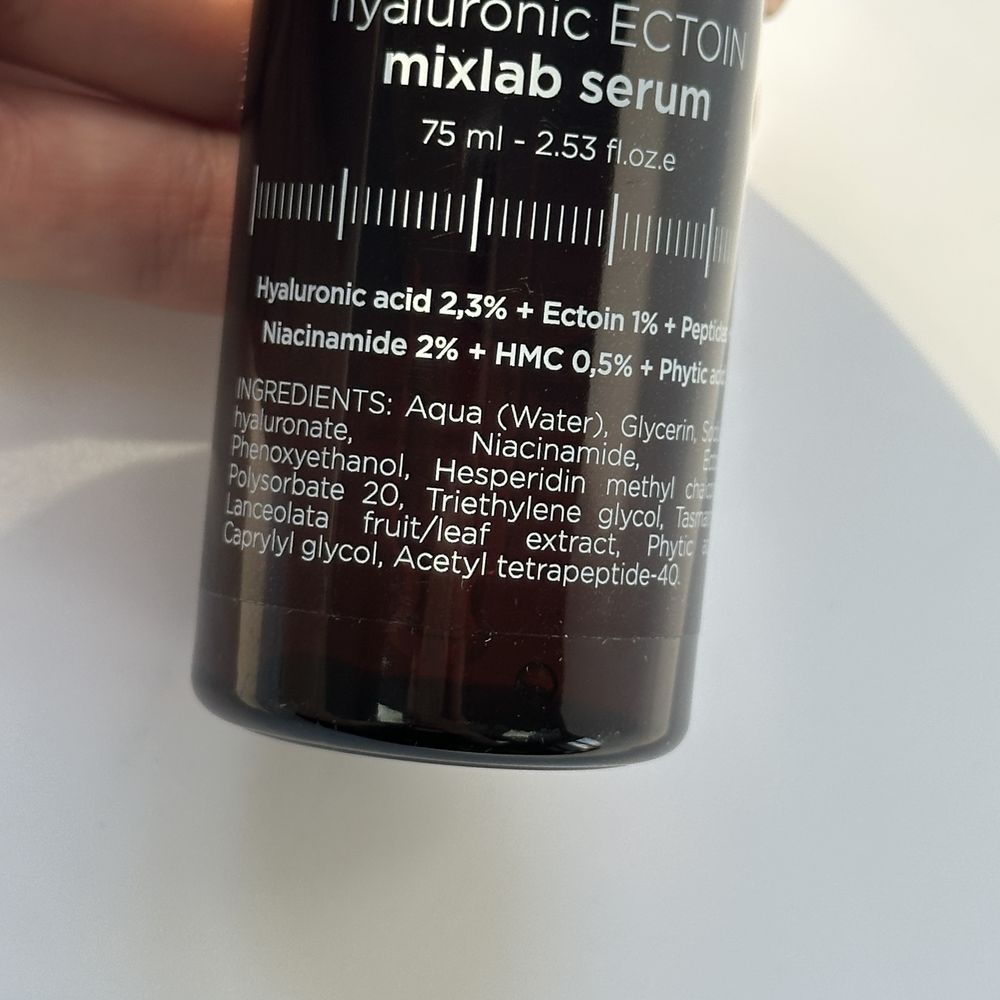 hyaluronic ECTOIN
mixlab serum
75 ml - 2.53 fl.oz.e
Hyaluronic acid 2,3% + Ectoin 1% + Peptides
Niacinamide 2% + HMC 0,5% + Phytic acid
INGREDIENTS: Aqua (Water), Glycerin,
hyaluronate, Niacinamide,
Phenoxyethanol, Hesperidin methyl
Polysorbate 20, Triethylene glycol,
Lanceolata fruit/leaf extract, Phytic
Caprylyl glycol, Acetyl tetrapeptide-40.